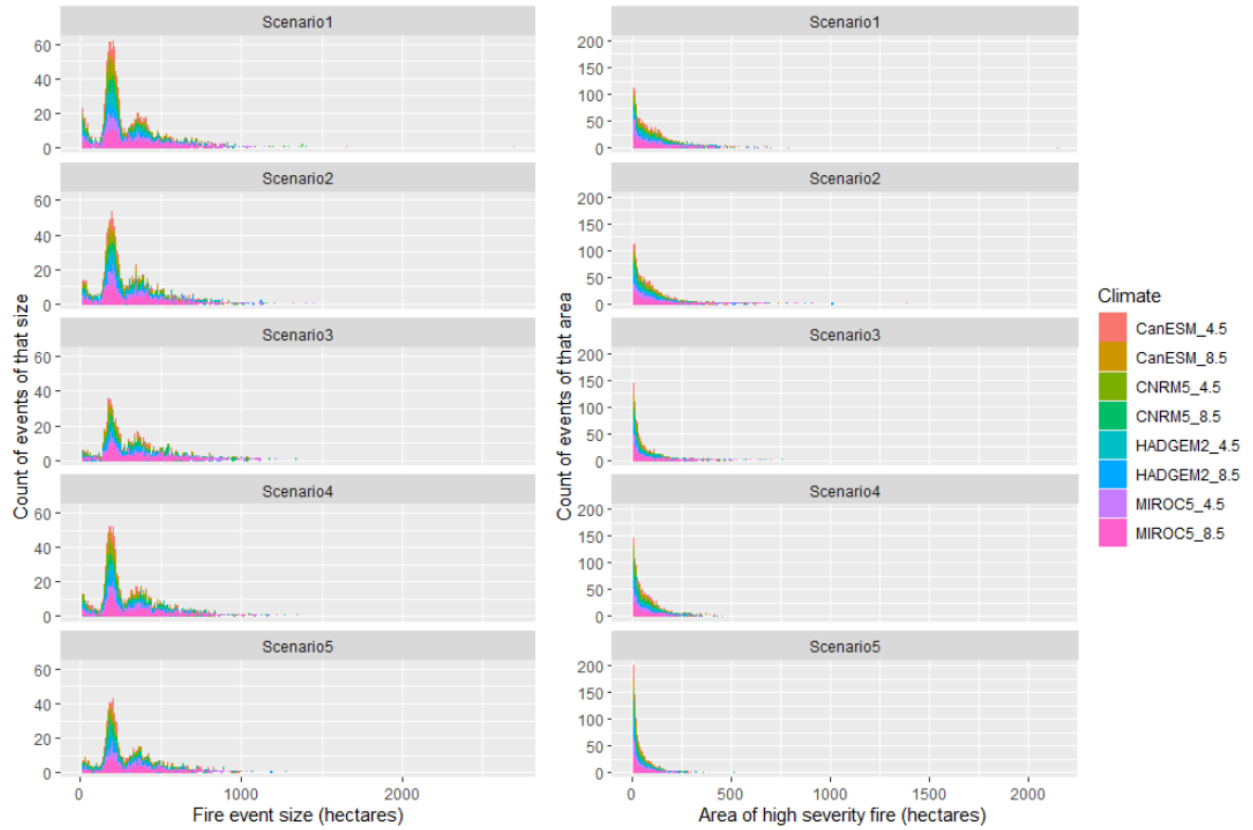 Scenario1
60
40
20
0
Scenario2
60
40
20
0
Scenario3
60
40
20
0
Scenario4
60
40
20
0
Scenario5
60
40
20
0
0 1000 2000
Fire event size (hectares)
Count of events of that size
Scenario1
200
150
100
50
0
Scenario2
200
150
100
50
0
Scenario3
200
150
100
50
0
Scenario4
200
150
100
50
0
Scenario5
200
150
100
50
0
0 500 1000 1500 2000
Area of high severity fire (hectares)
Count of events of that area
Climate
CanESM_4.5
CanESM_8.5
CNRM5_4.5
CNRM5_8.5
HADGEM2_4.5
HADGEM2_8.5
MIROC5_4.5
MIROC5_8.5